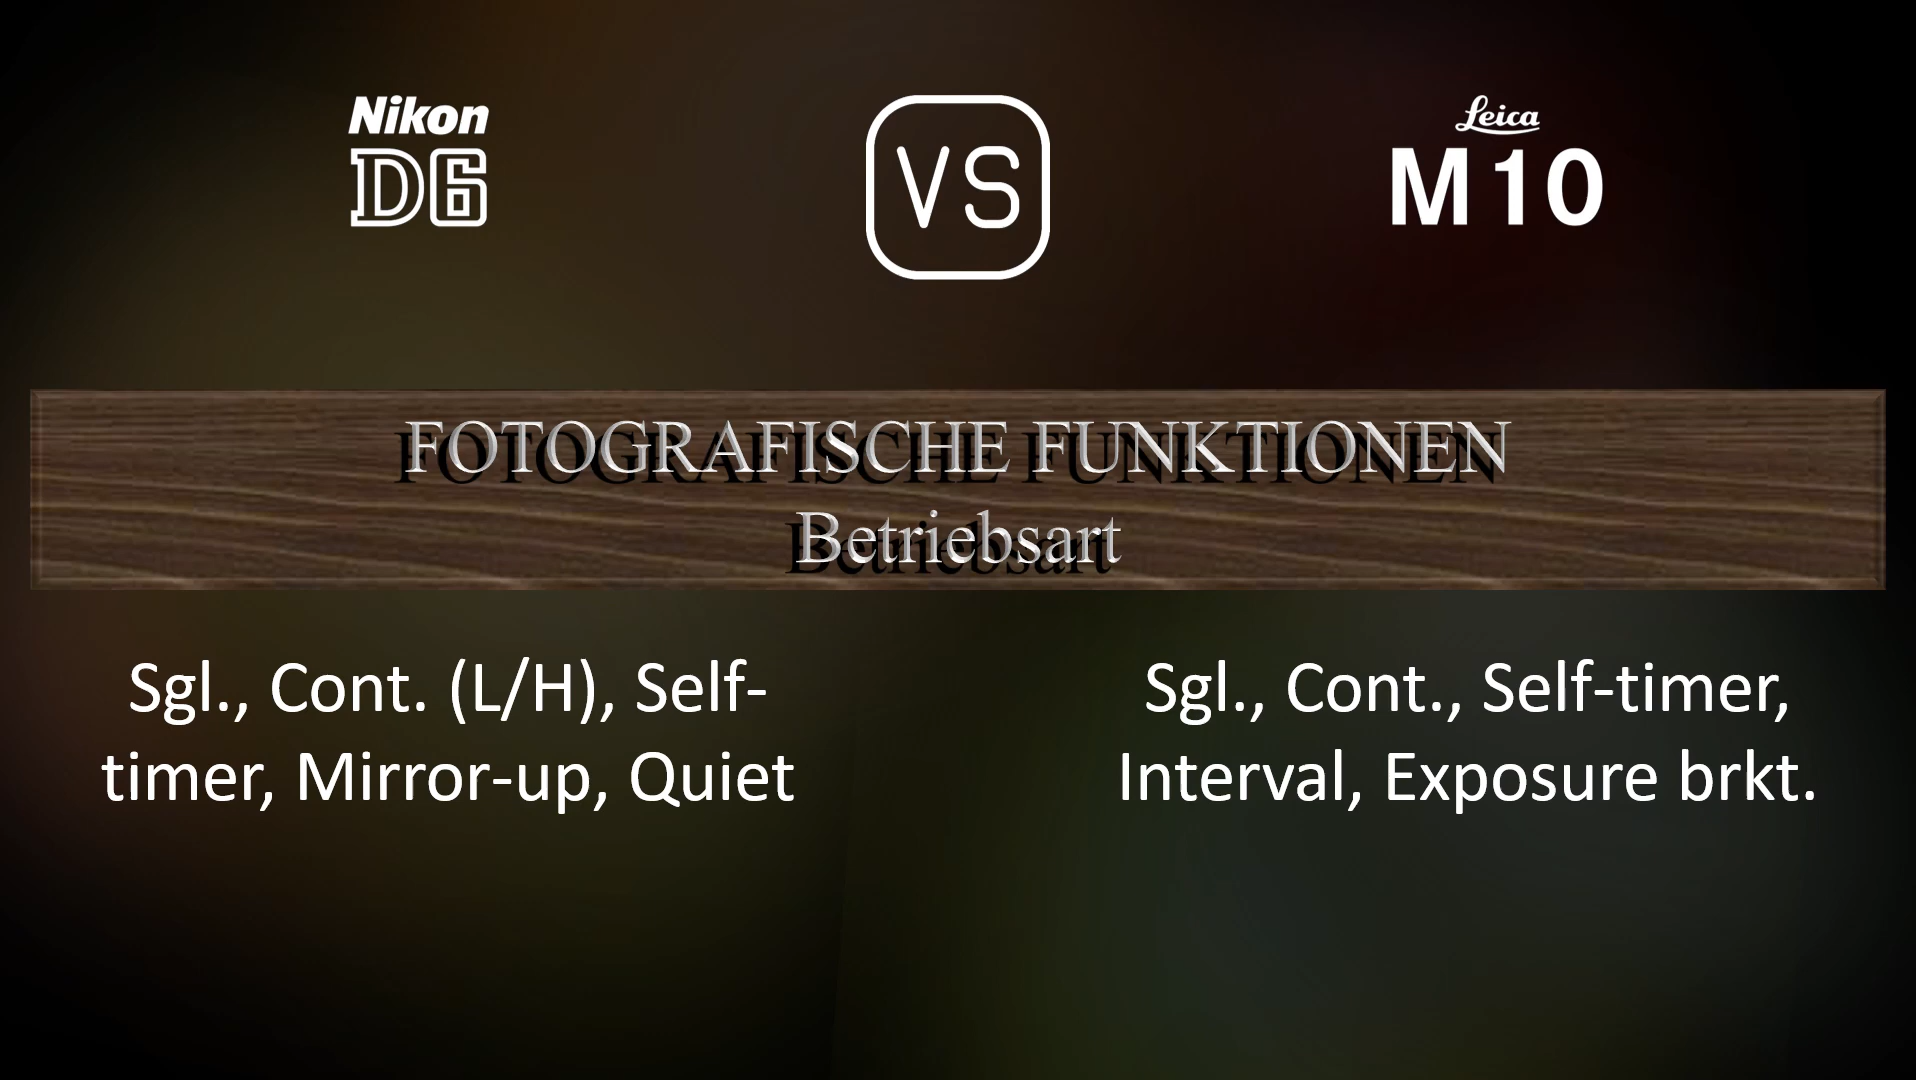 Nikon
D6
VS
Leica
M10
FOTOGRAFISCHE FUNKTIONEN
Betriebsart
Sgl., Cont. (L/H), Self-
timer, Mirror-up, Quiet
Sgl., Cont., Self-timer,
Interval, Exposure brkt.